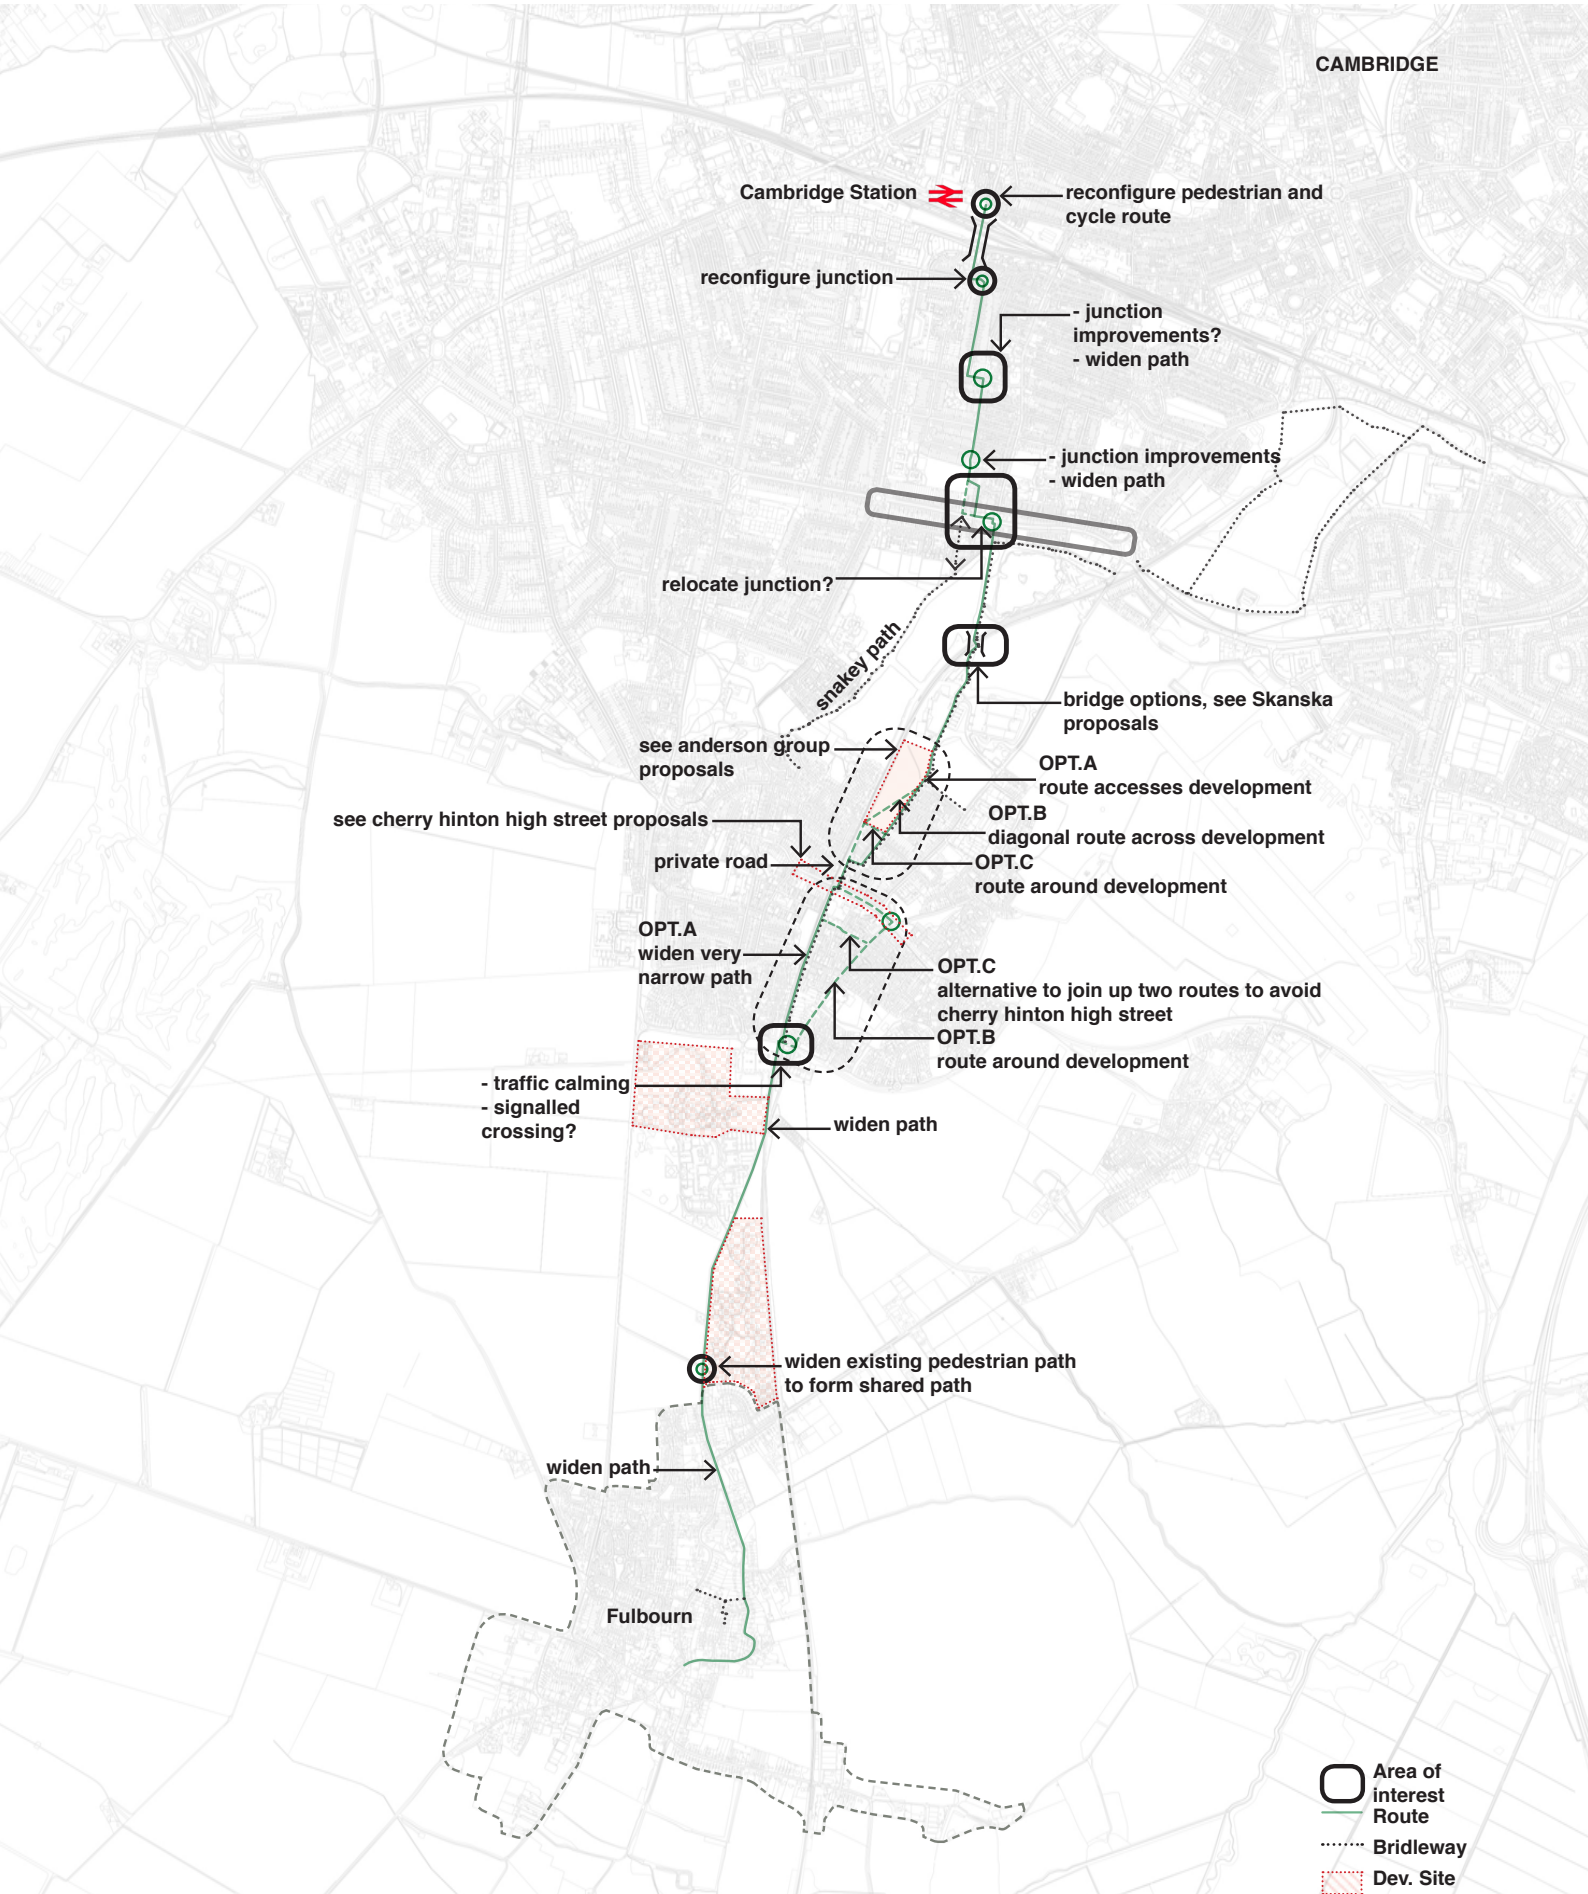 CAMBRIDGE
Cambridge Station
reconfigure pedestrian and
cycle route
reconfigure junction
- junction
improvements?
- widen path
- junction improvements
- widen path
relocate junction?
snakey path
bridge options, see Skanska
proposals
see anderson group
proposals
OPT.A
route accesses development
OPT.B
diagonal route across development
see cherry hinton high street proposals
private road
OPT.C
route around development
OPT.A
widen very
narrow path
OPT.C
alternative to join up two routes to avoid
cherry hinton high street
OPT.B
route around development
- traffic calming
- signalled
crossing?
widen path
widen existing pedestrian path
to form shared path
widen path
Fulbourn
Area of
interest
Route
Bridleway
Dev. Site